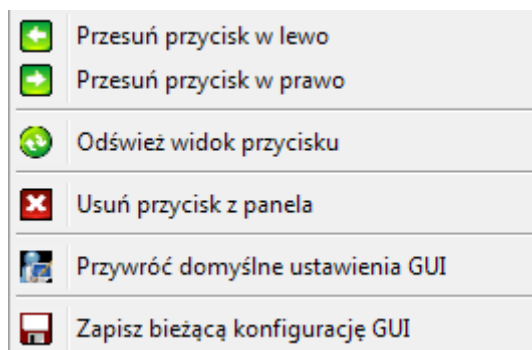 Przesuń przycisk w lewo
Przesuń przycisk w prawo
Odśwież widok przycisku
Usuń przycisk z panela
Przywróć domyślne ustawienia GUI
Zapisz bieżącą konfigurację GUI